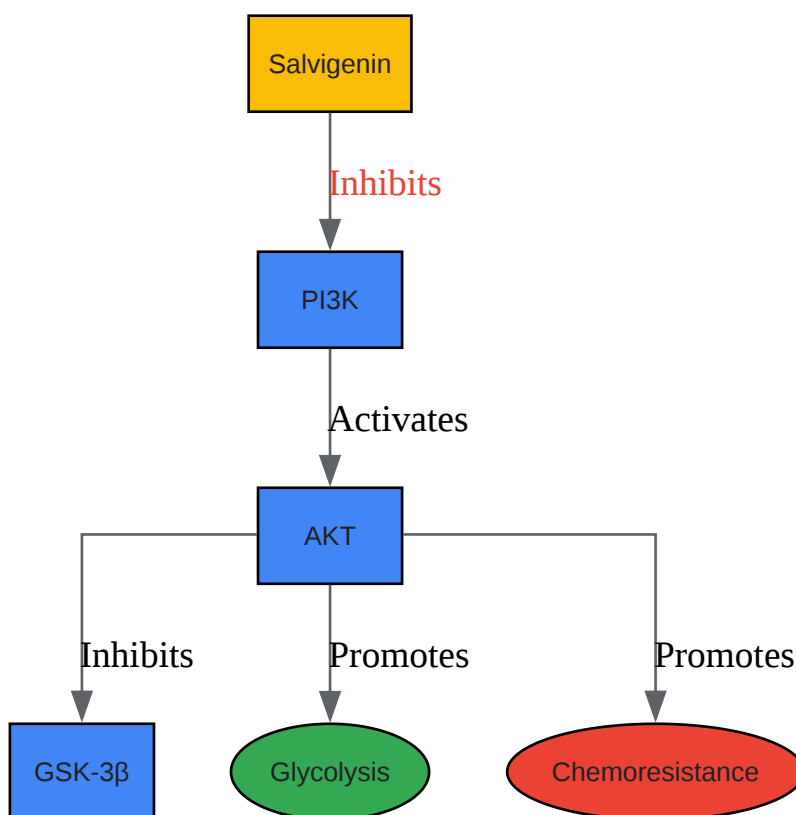 Salvigenin
Inhibits
PI3K
Activates
AKT
Inhibits
Promotes
Promotes
GSK-3β
Glycolysis
Chemoresistance